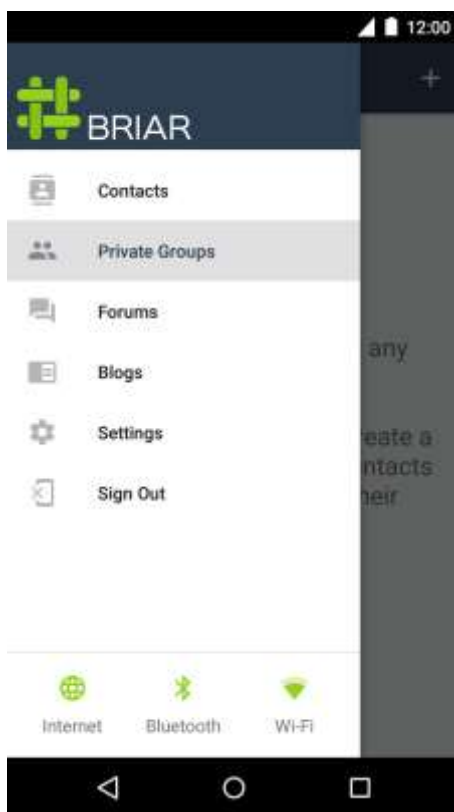 12:00
BRIAR
Contacts
Private Groups
Forums
any
Blogs
Settings
eate a
ntacts
Sign Out
heir
Internet Bluetooth Wi-Fi